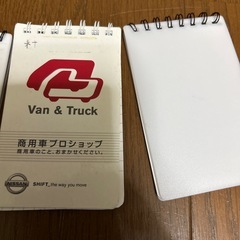 Van & Truck
商用車プロショップ
商用車のこと、おまかせください。
NISSAN
SHIFT_the way you move